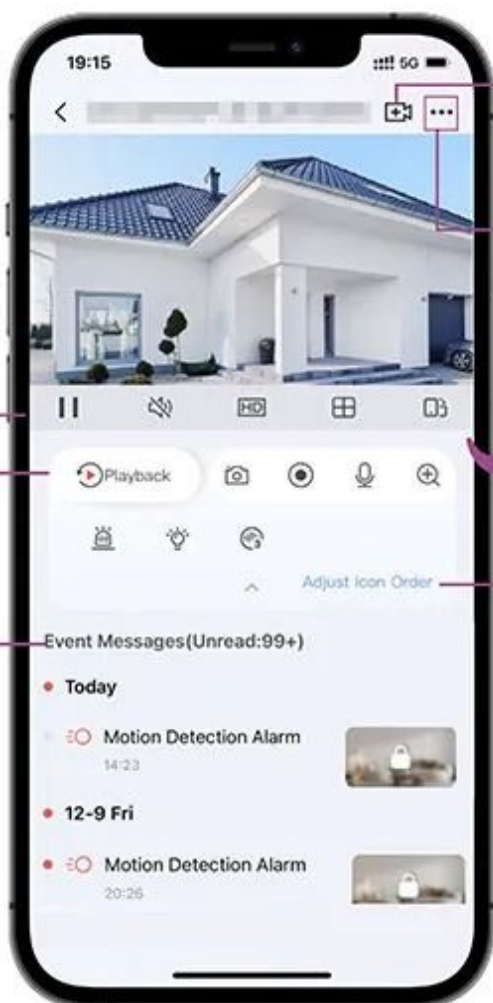 19:15
5G
HD
Playback
Adjust Icon Order
Event Messages(Unread:99+)
Today
Motion Detection Alarm
14:23
12-9 Fri
Motion Detection Alarm
20:26